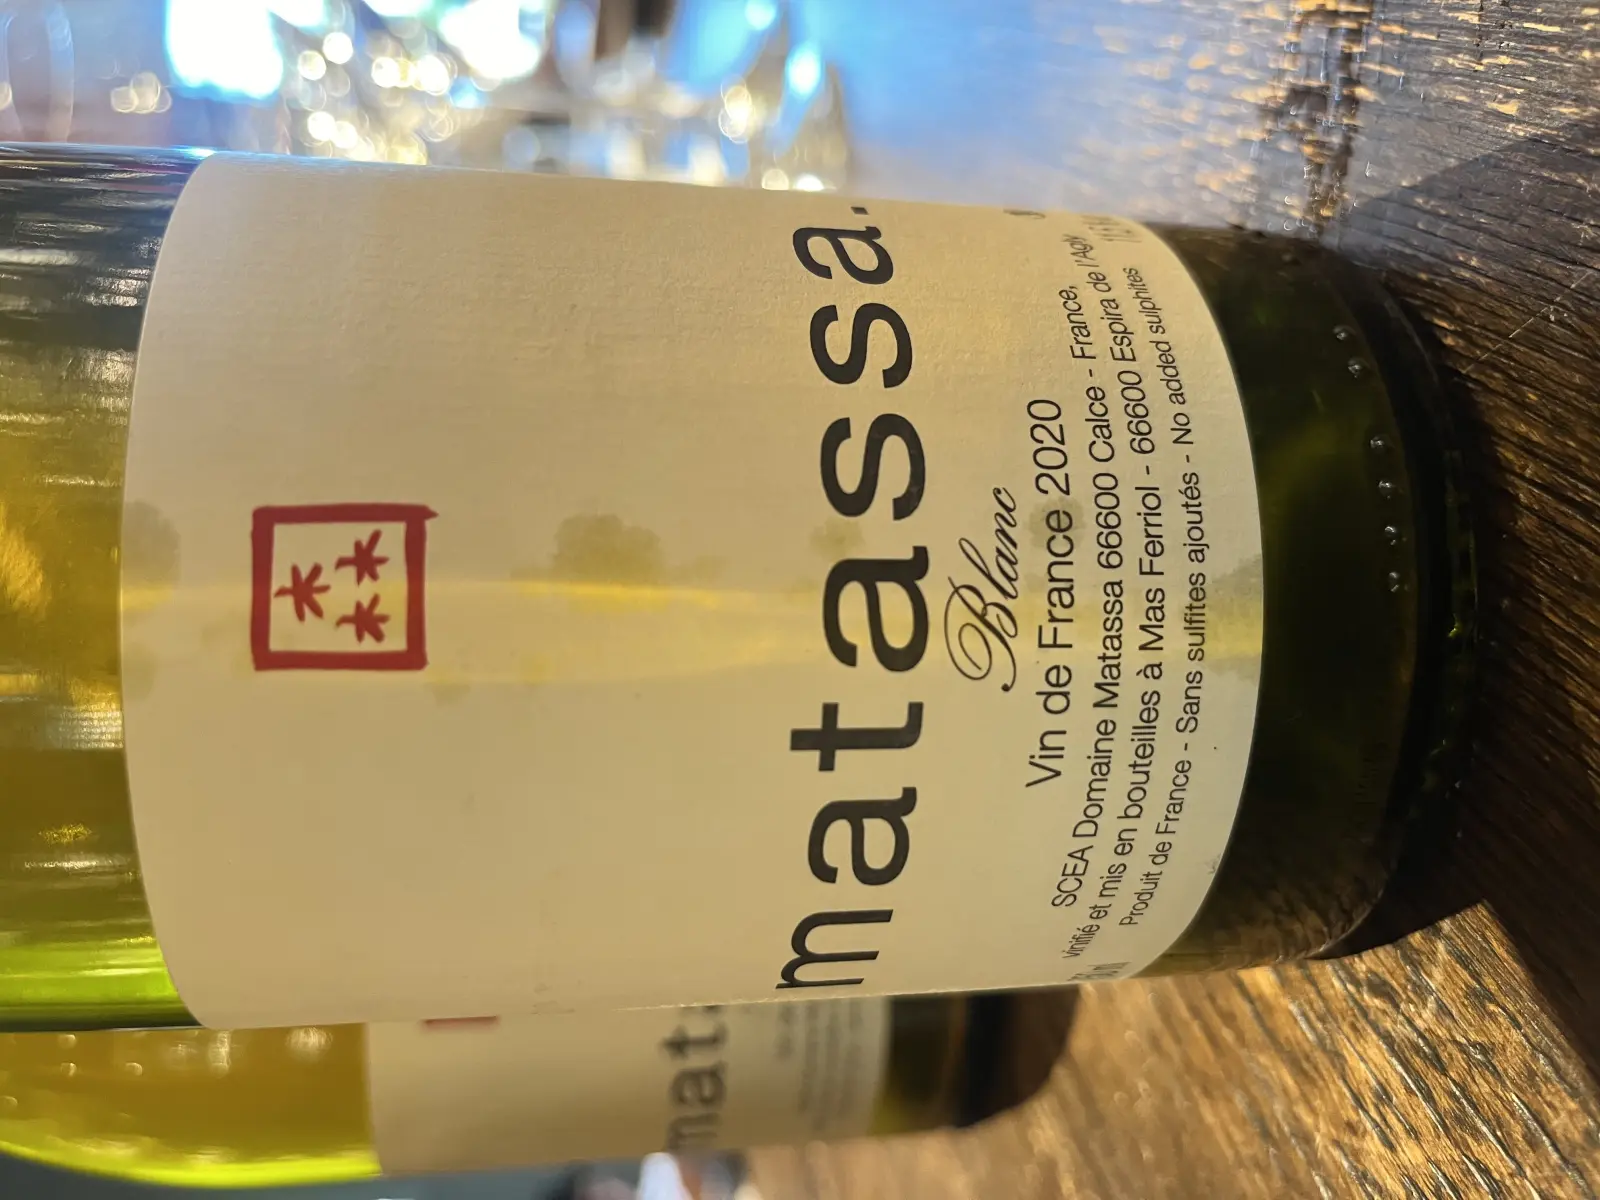 matassa.
Blanc
Vin de France 2020
SCEA Domaine Matassa 66600 Calce - France,
vinifié et mis en bouteilles à Mas Ferriol - 66600 Espira de l'Agly
Produit de France - Sans sulfites ajoutés - No added sulphites
mat